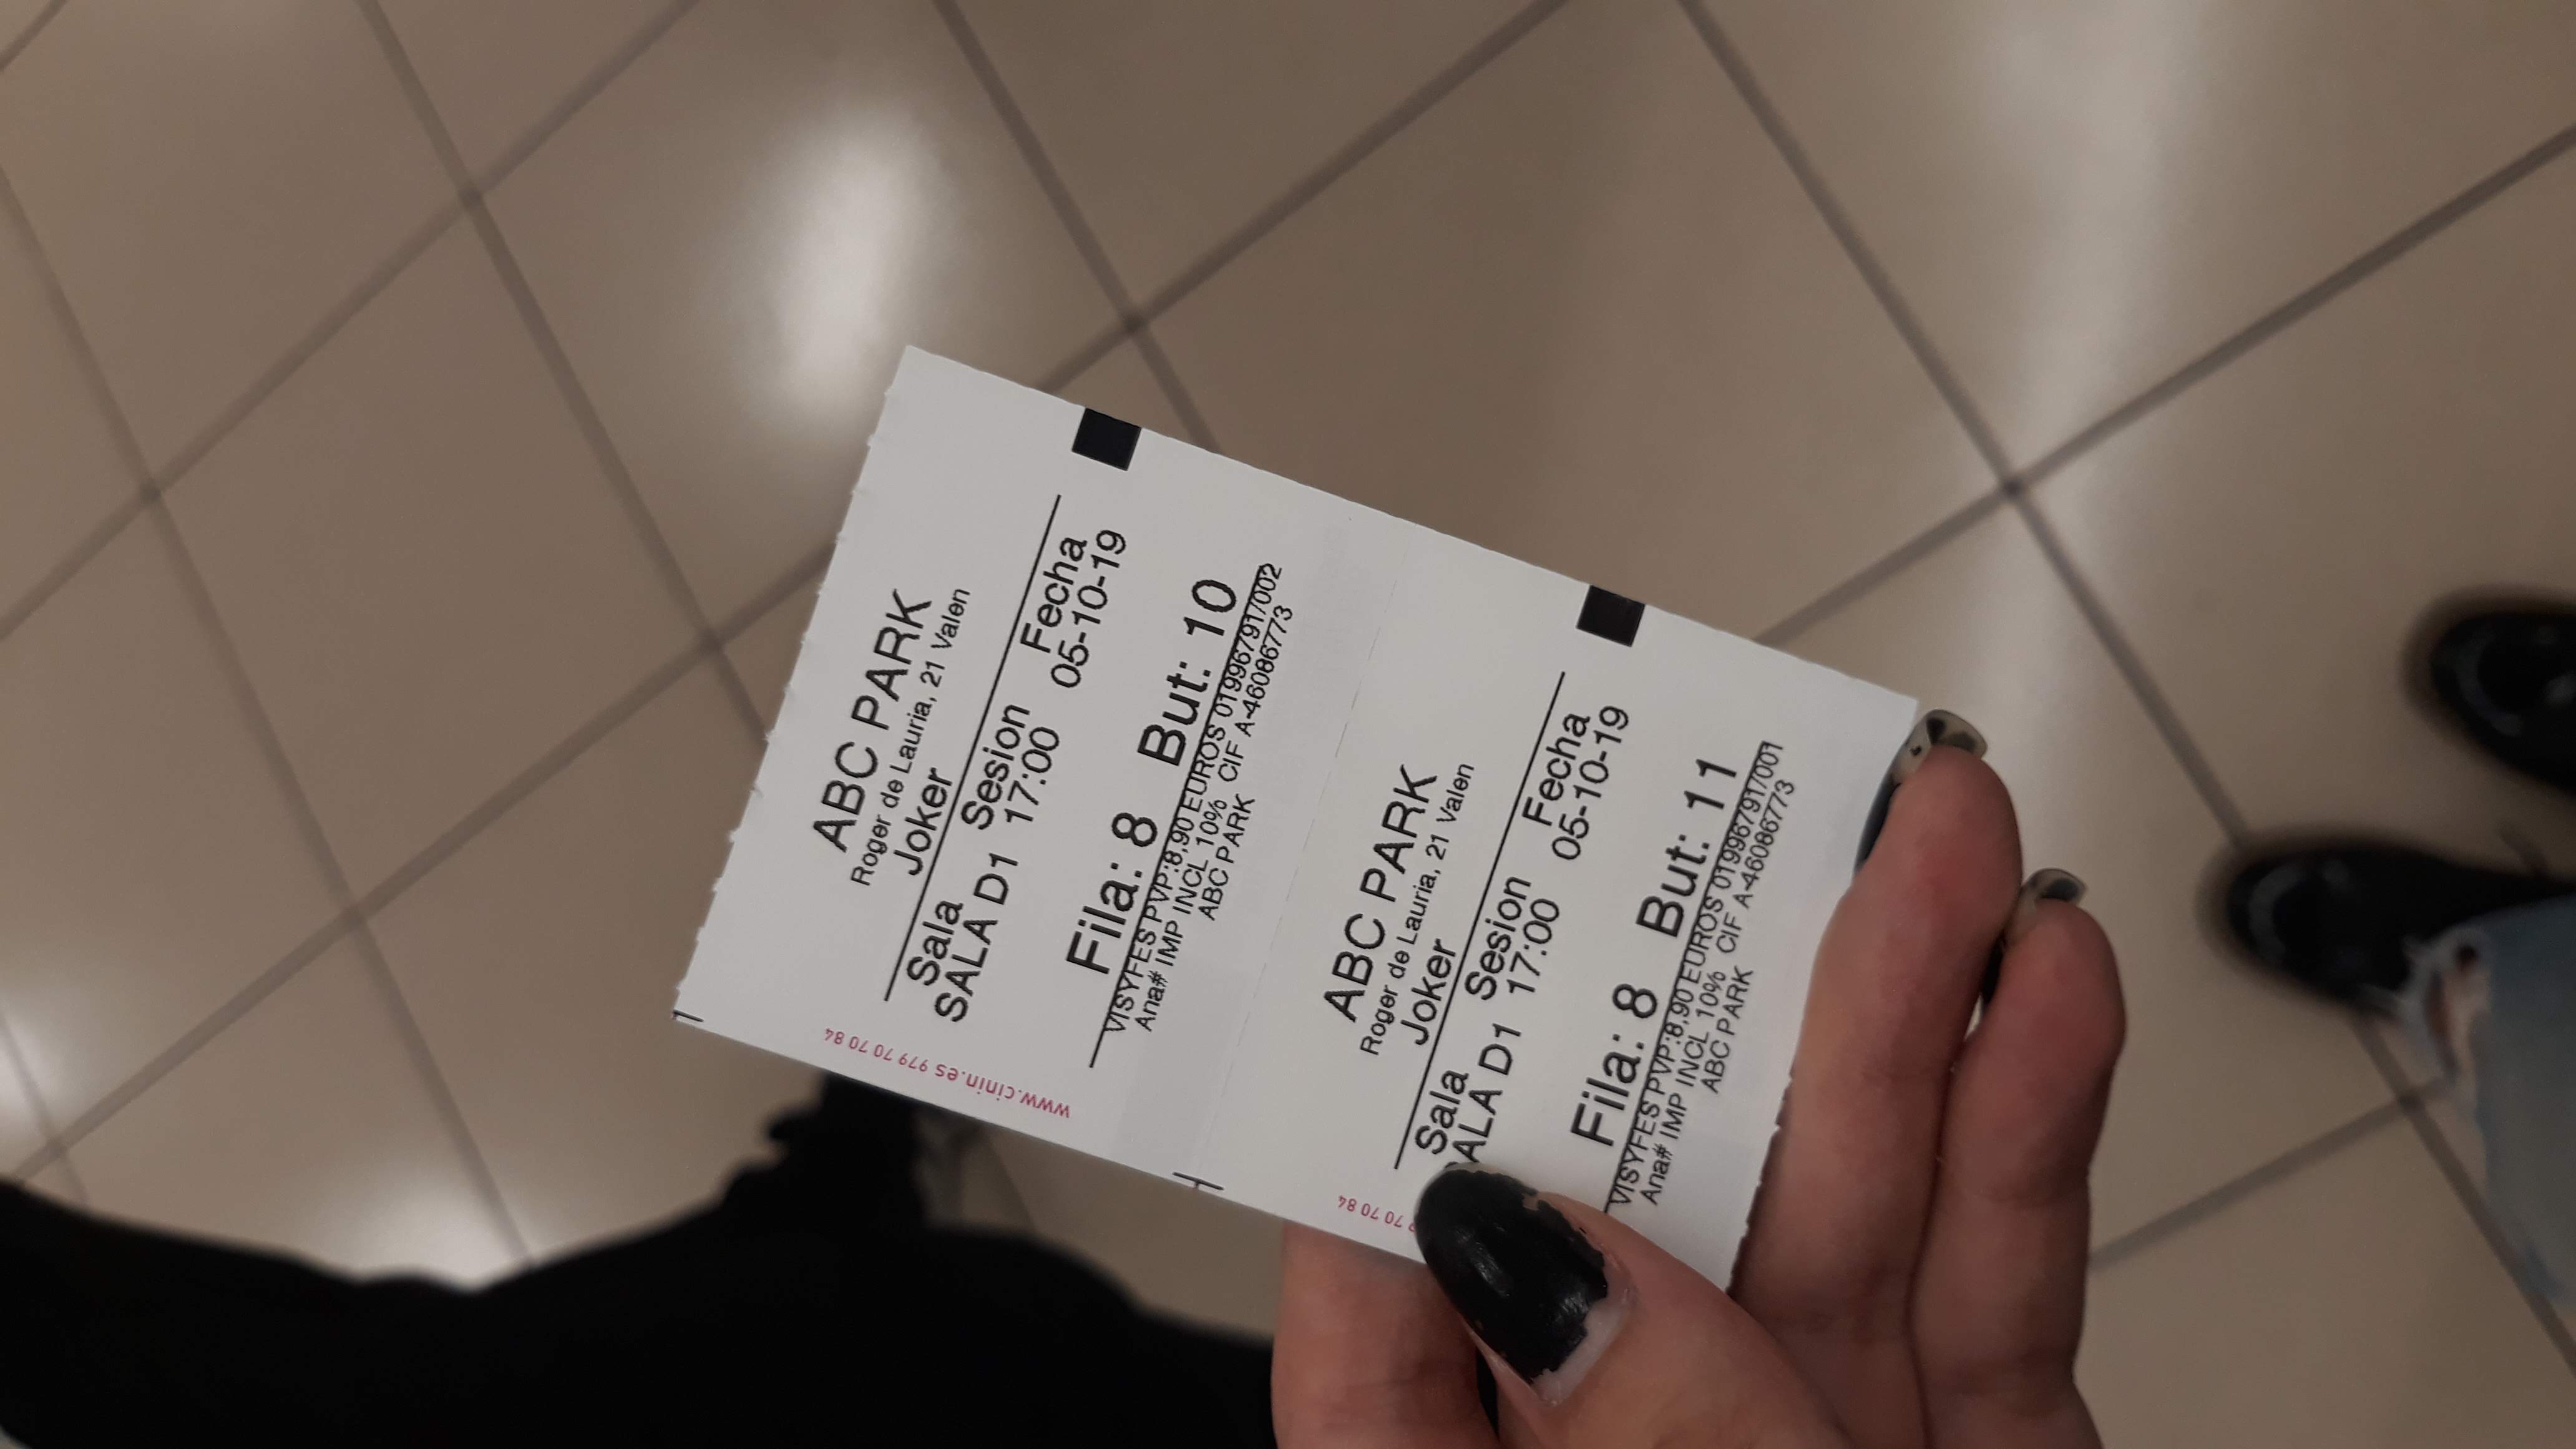 ABC PARK
Roger de Lauria, 21 Valen
Joker
Sala Sesion Fecha
SALA D1 17:00 05-10-19
Fila: 8 But: 10
VISYFES PVP:8,90 EUROS 01996791/002
Ana# IMP INCL 10% CIF A-46086773
ABC PARK
www.cinin.es 979 70 70 84
ABC PARK
Roger de Lauria, 21 Valen
Joker
Sala Sesion Fecha
ALA D1 17:00 05-10-19
Fila: 8 But: 11
VISYFES PVP:8,90 EUROS 01996791/001
Ana# IMP INCL 10% CIF A-46086773
ABC PARK
70 70 84